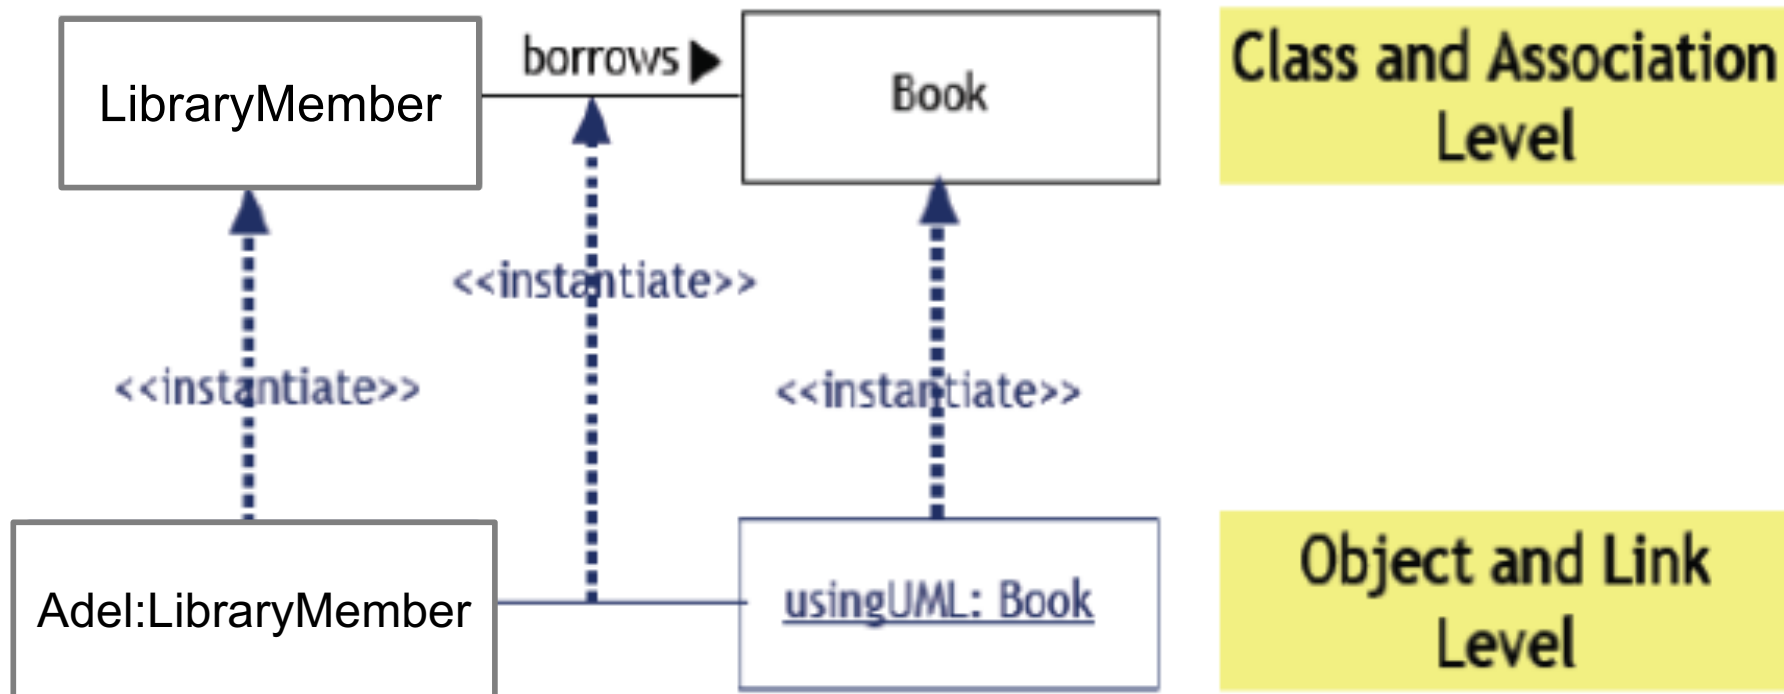 LibraryMember
borrows
Book
Class and Association
Level
<<instantiate>>
<<instantiate>>
<<instantiate>>
Adel:LibraryMember
usingUML: Book
Object and Link
Level